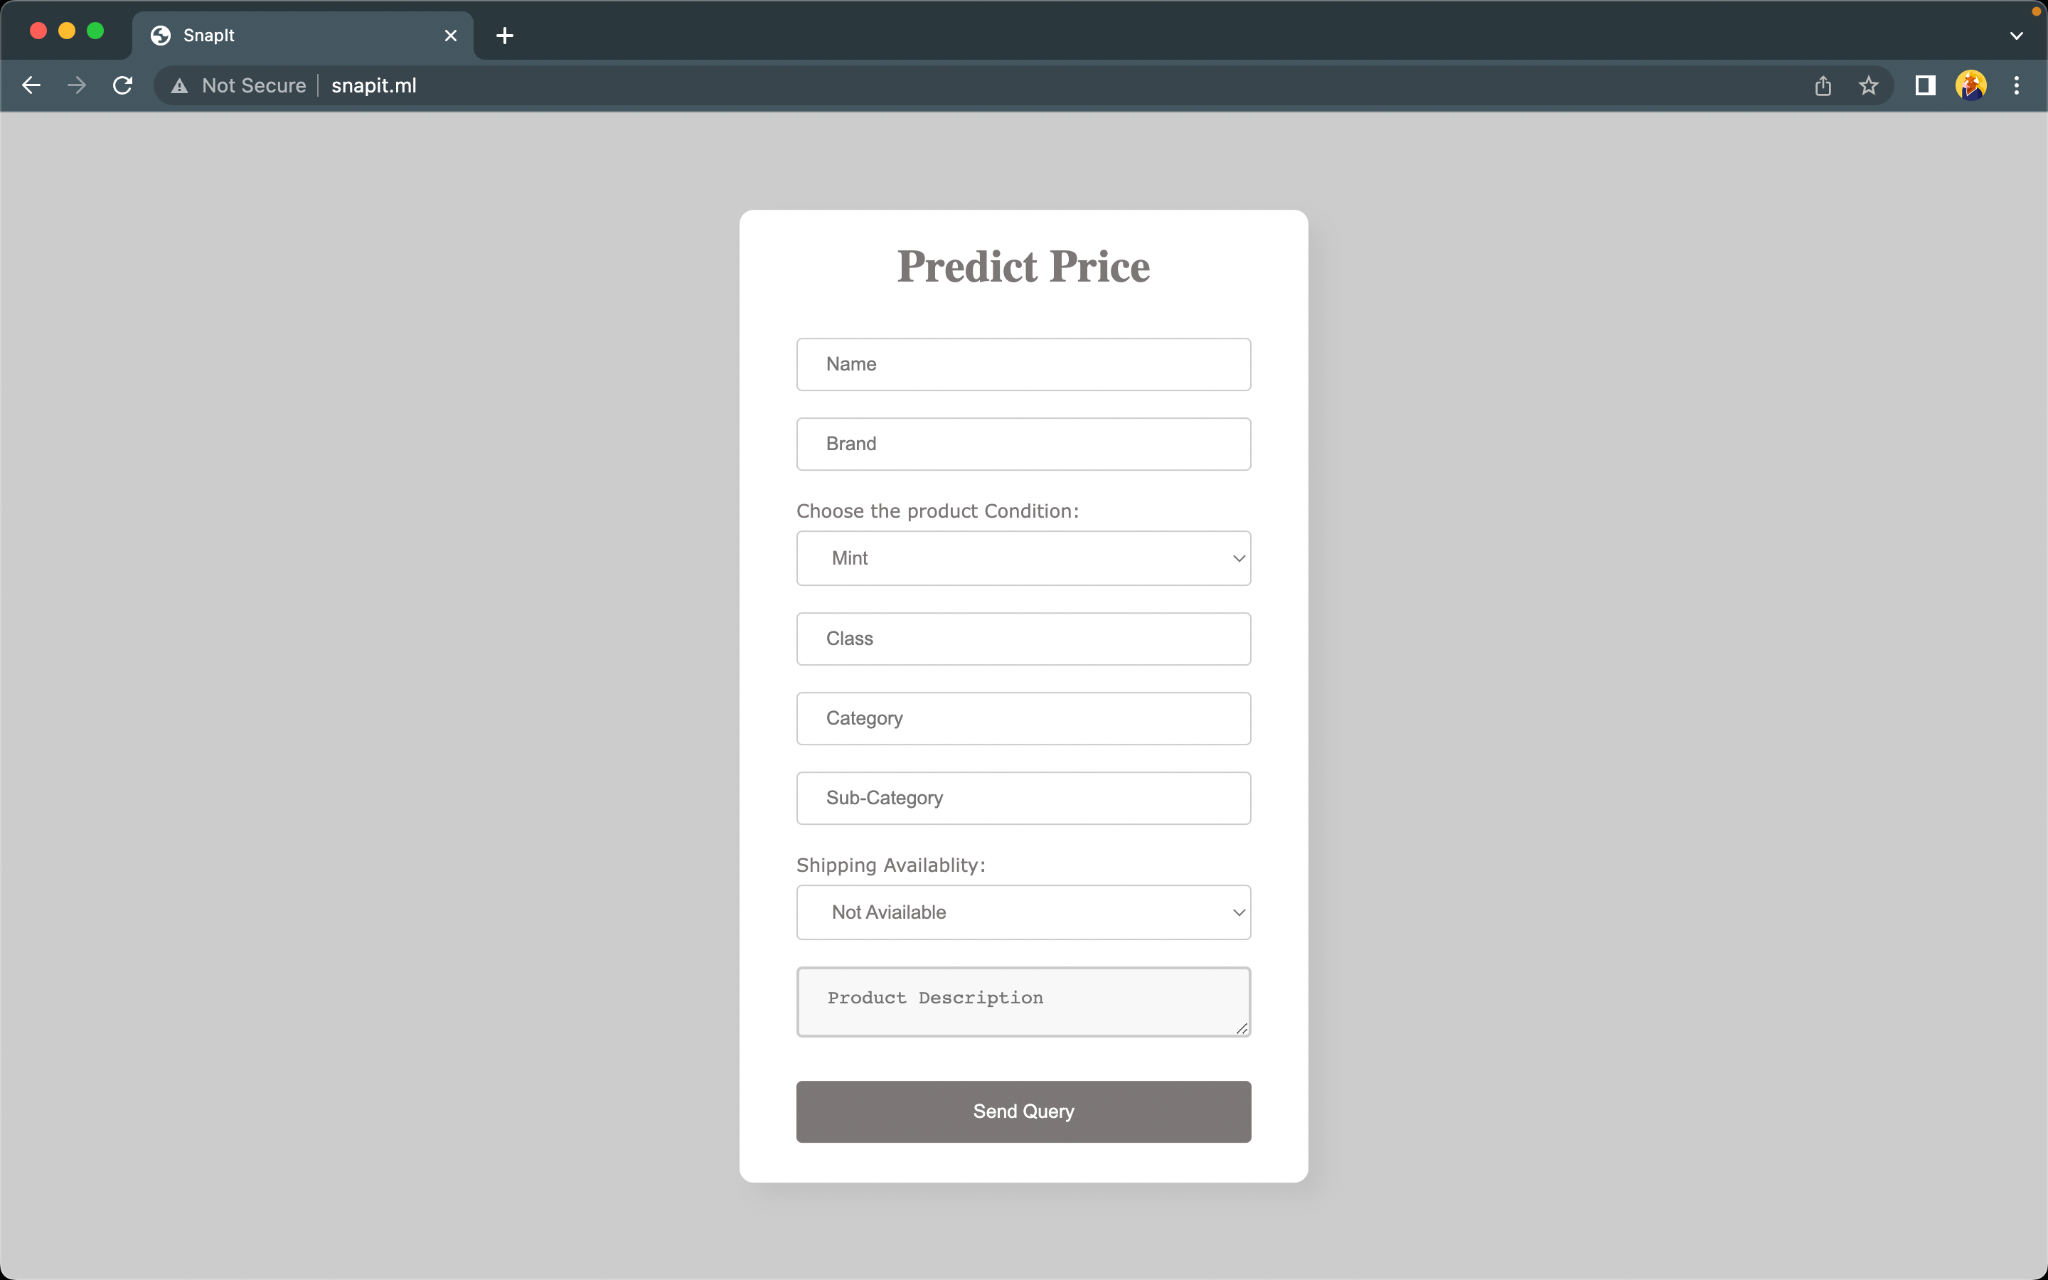 SnapIt
Not Secure
snapit.ml
Predict Price
Name
Brand
Choose the product Condition:
Mint
Class
Category
Sub-Category
Shipping Availablity:
Not Aviailable
Product Description
Send Query